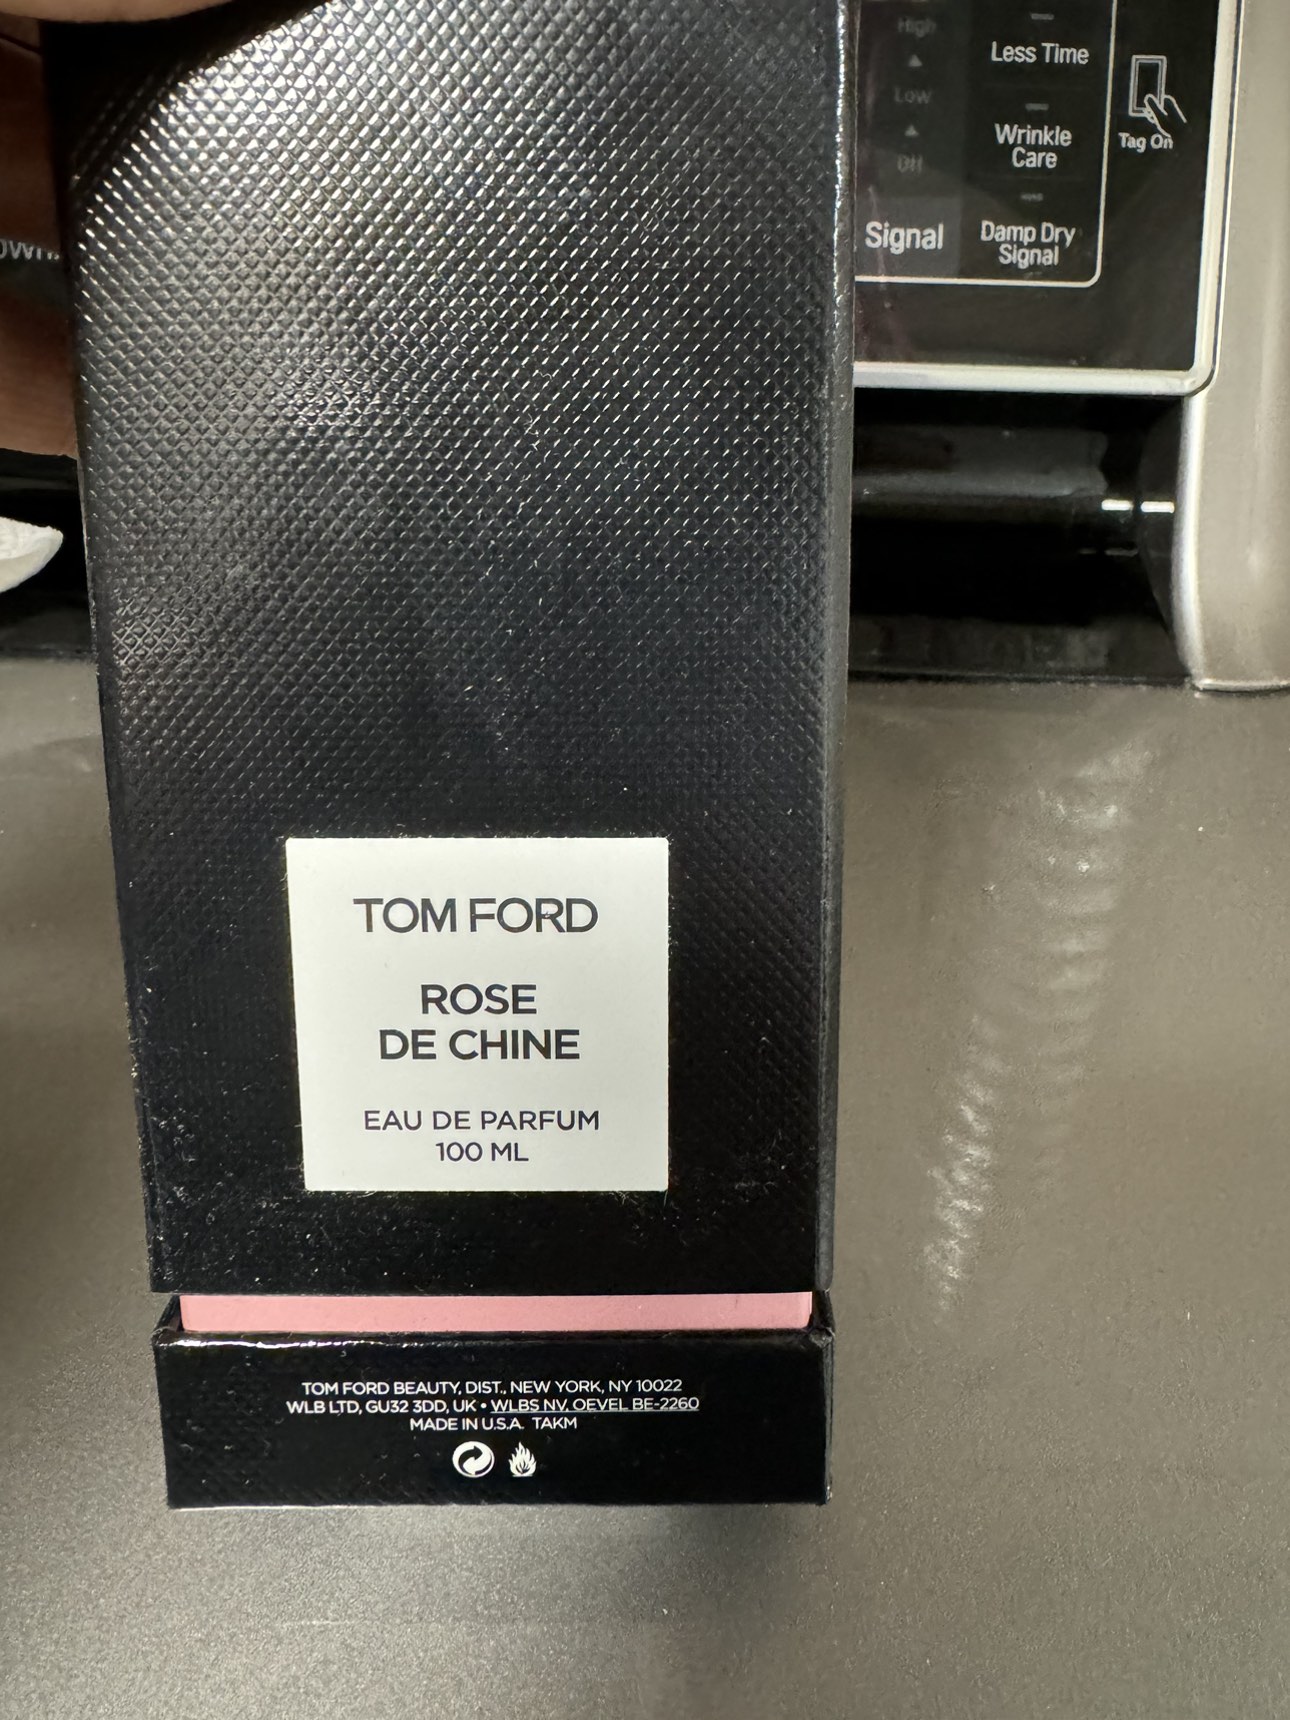 High
Low
Off
Signal
Less Time
Wrinkle
Care
Damp Dry
Signal
Tag On
TOM FORD
ROSE
DE CHINE
EAU DE PARFUM
100 ML
TOM FORD BEAUTY, DIST., NEW YORK, NY 10022
WLB LTD, GU32 3DD, UK • WLBS NV, OEVEL BE-2260
MADE IN U.S.A. TAKM